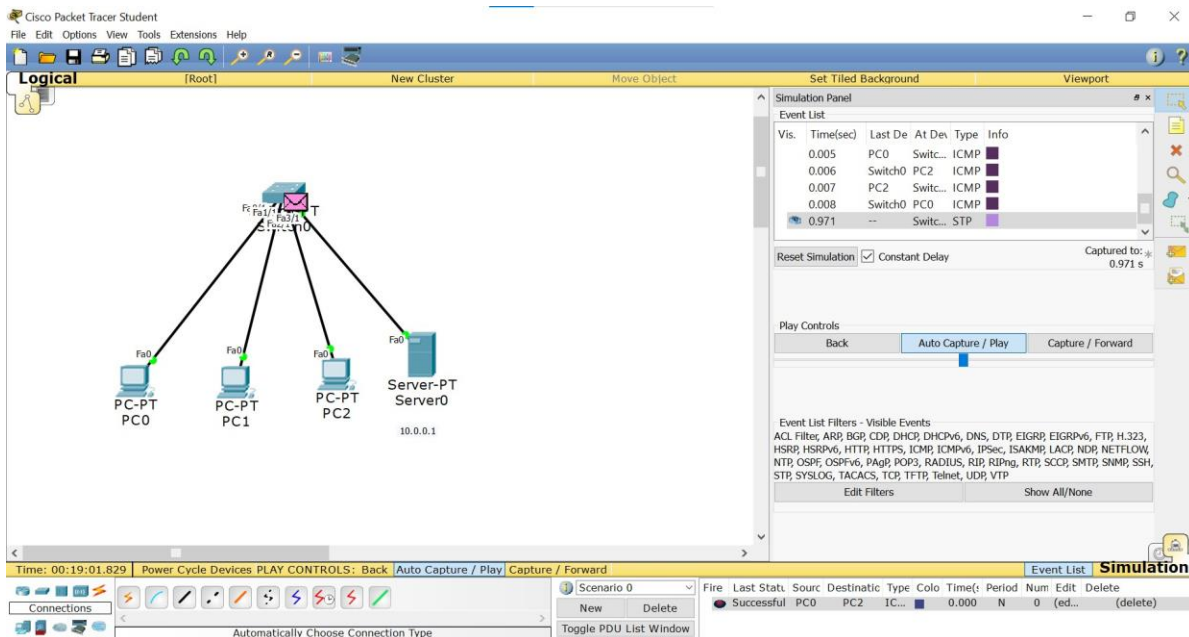 Cisco Packet Tracer Student
File Edit Options View Tools Extensions Help
Logical [Root] New Cluster Move Object Set Tiled Background Viewport
Simulation Panel
Event List
Vis. Time(sec) Last De At Dev Type Info
0.005 PC0 Switc... ICMP
0.006 Switch0 PC2 ICMP
0.007 PC2 Switc... ICMP
0.008 Switch0 PC0 ICMP
0.971 -- Switc... STP
Reset Simulation Constant Delay Captured to: *
0.971 s
Play Controls
Back Auto Capture / Play Capture / Forward
Event List Filters - Visible Events
ACL Filter, ARP, BGP, CDP, DHCP, DHCPv6, DNS, DTP, EIGRP, EIGRPv6, FTP, H.323,
HSRP, HSRPv6, HTTP, HTTPS, ICMP, ICMPv6, IPSec, ISAKMP, LACP, NDP, NETFLOW,
NTP, OSPF, OSPFv6, PAgP, POP3, RADIUS, RIP, RIPng, RTP, SCCP, SMTP, SNMP, SSH,
STP, SYSLOG, TACACS, TCP, TFTP, Telnet, UDP, VTP
Edit Filters Show All/None
Fa1/1
Fa3/1
Fa0 Fa0 Fa0 Fa0
PC-PT
PC0
PC-PT
PC1
PC-PT
PC2
Server-PT
Server0
10.0.0.1
Time: 00:19:01.829 Power Cycle Devices PLAY CONTROLS: Back Auto Capture / Play Capture / Forward Event List Simulation
Connections
Automatically Choose Connection Type
Scenario 0
New Delete
Toggle PDU List Window
Fire Last Statu Sourc Destinatic Type Colo Time(s Period Num Edit Delete
Successful PC0 PC2 IC... 0.000 N 0 (ed... (delete)